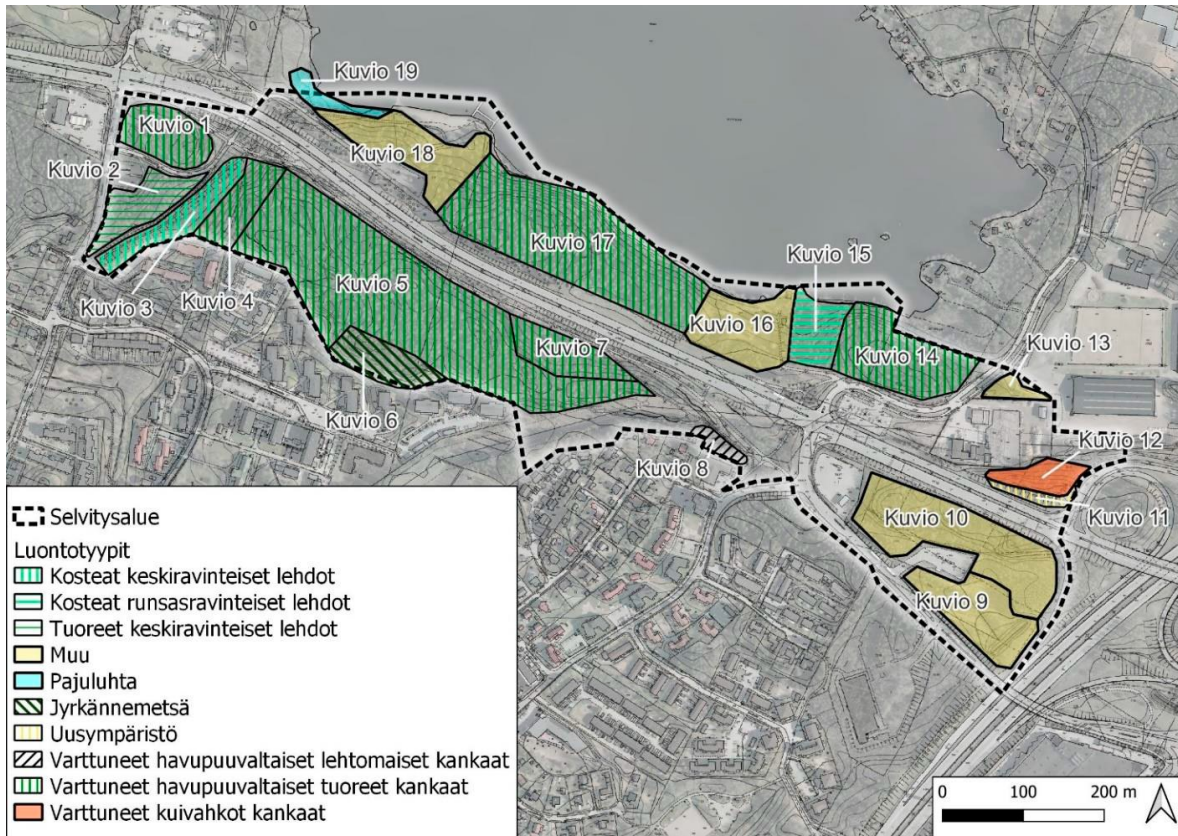 Kuvio 19
Kuvio 1
Kuvio 18
Kuvio 2
Kuvio 17
Kuvio 15
Kuvio 3
Kuvio 4
Kuvio 5
Kuvio 16
Kuvio 7
Kuvio 14
Kuvio 13
Kuvio 6
Kuvio 12
Kuvio 8
Kuvio 11
Kuvio 10
Kuvio 9
Selvitysalue
Luontotyypit
Kosteat keskiravinteiset lehdot
Kosteat runsasravinteiset lehdot
Tuoreet keskiravinteiset lehdot
Muu
Pajuluhta
Jyrkännemetsä
Uusympäristö
Varttuneet havupuuvaltaiset lehtomaiset kankaat
Varttuneet havupuuvaltaiset tuoreet kankaat
Varttuneet kuivahkot kankaat
0 100 200 m